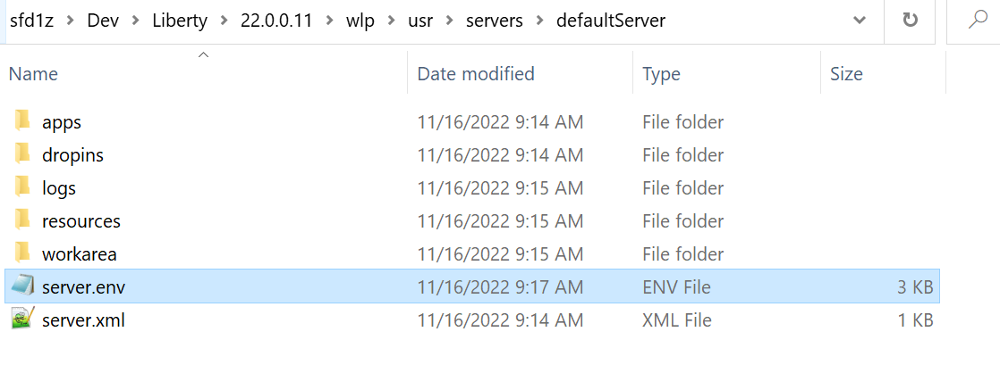 sfd1z > Dev > Liberty > 22.0.0.11 > wlp > usr > servers > defaultServer
Name Date modified Type Size
apps 11/16/2022 9:14 AM File folder
dropins 11/16/2022 9:14 AM File folder
logs 11/16/2022 9:15 AM File folder
resources 11/16/2022 9:15 AM File folder
workarea 11/16/2022 9:15 AM File folder
server.env 11/16/2022 9:17 AM ENV File 3 KB
server.xml 11/16/2022 9:14 AM XML File 1 KB